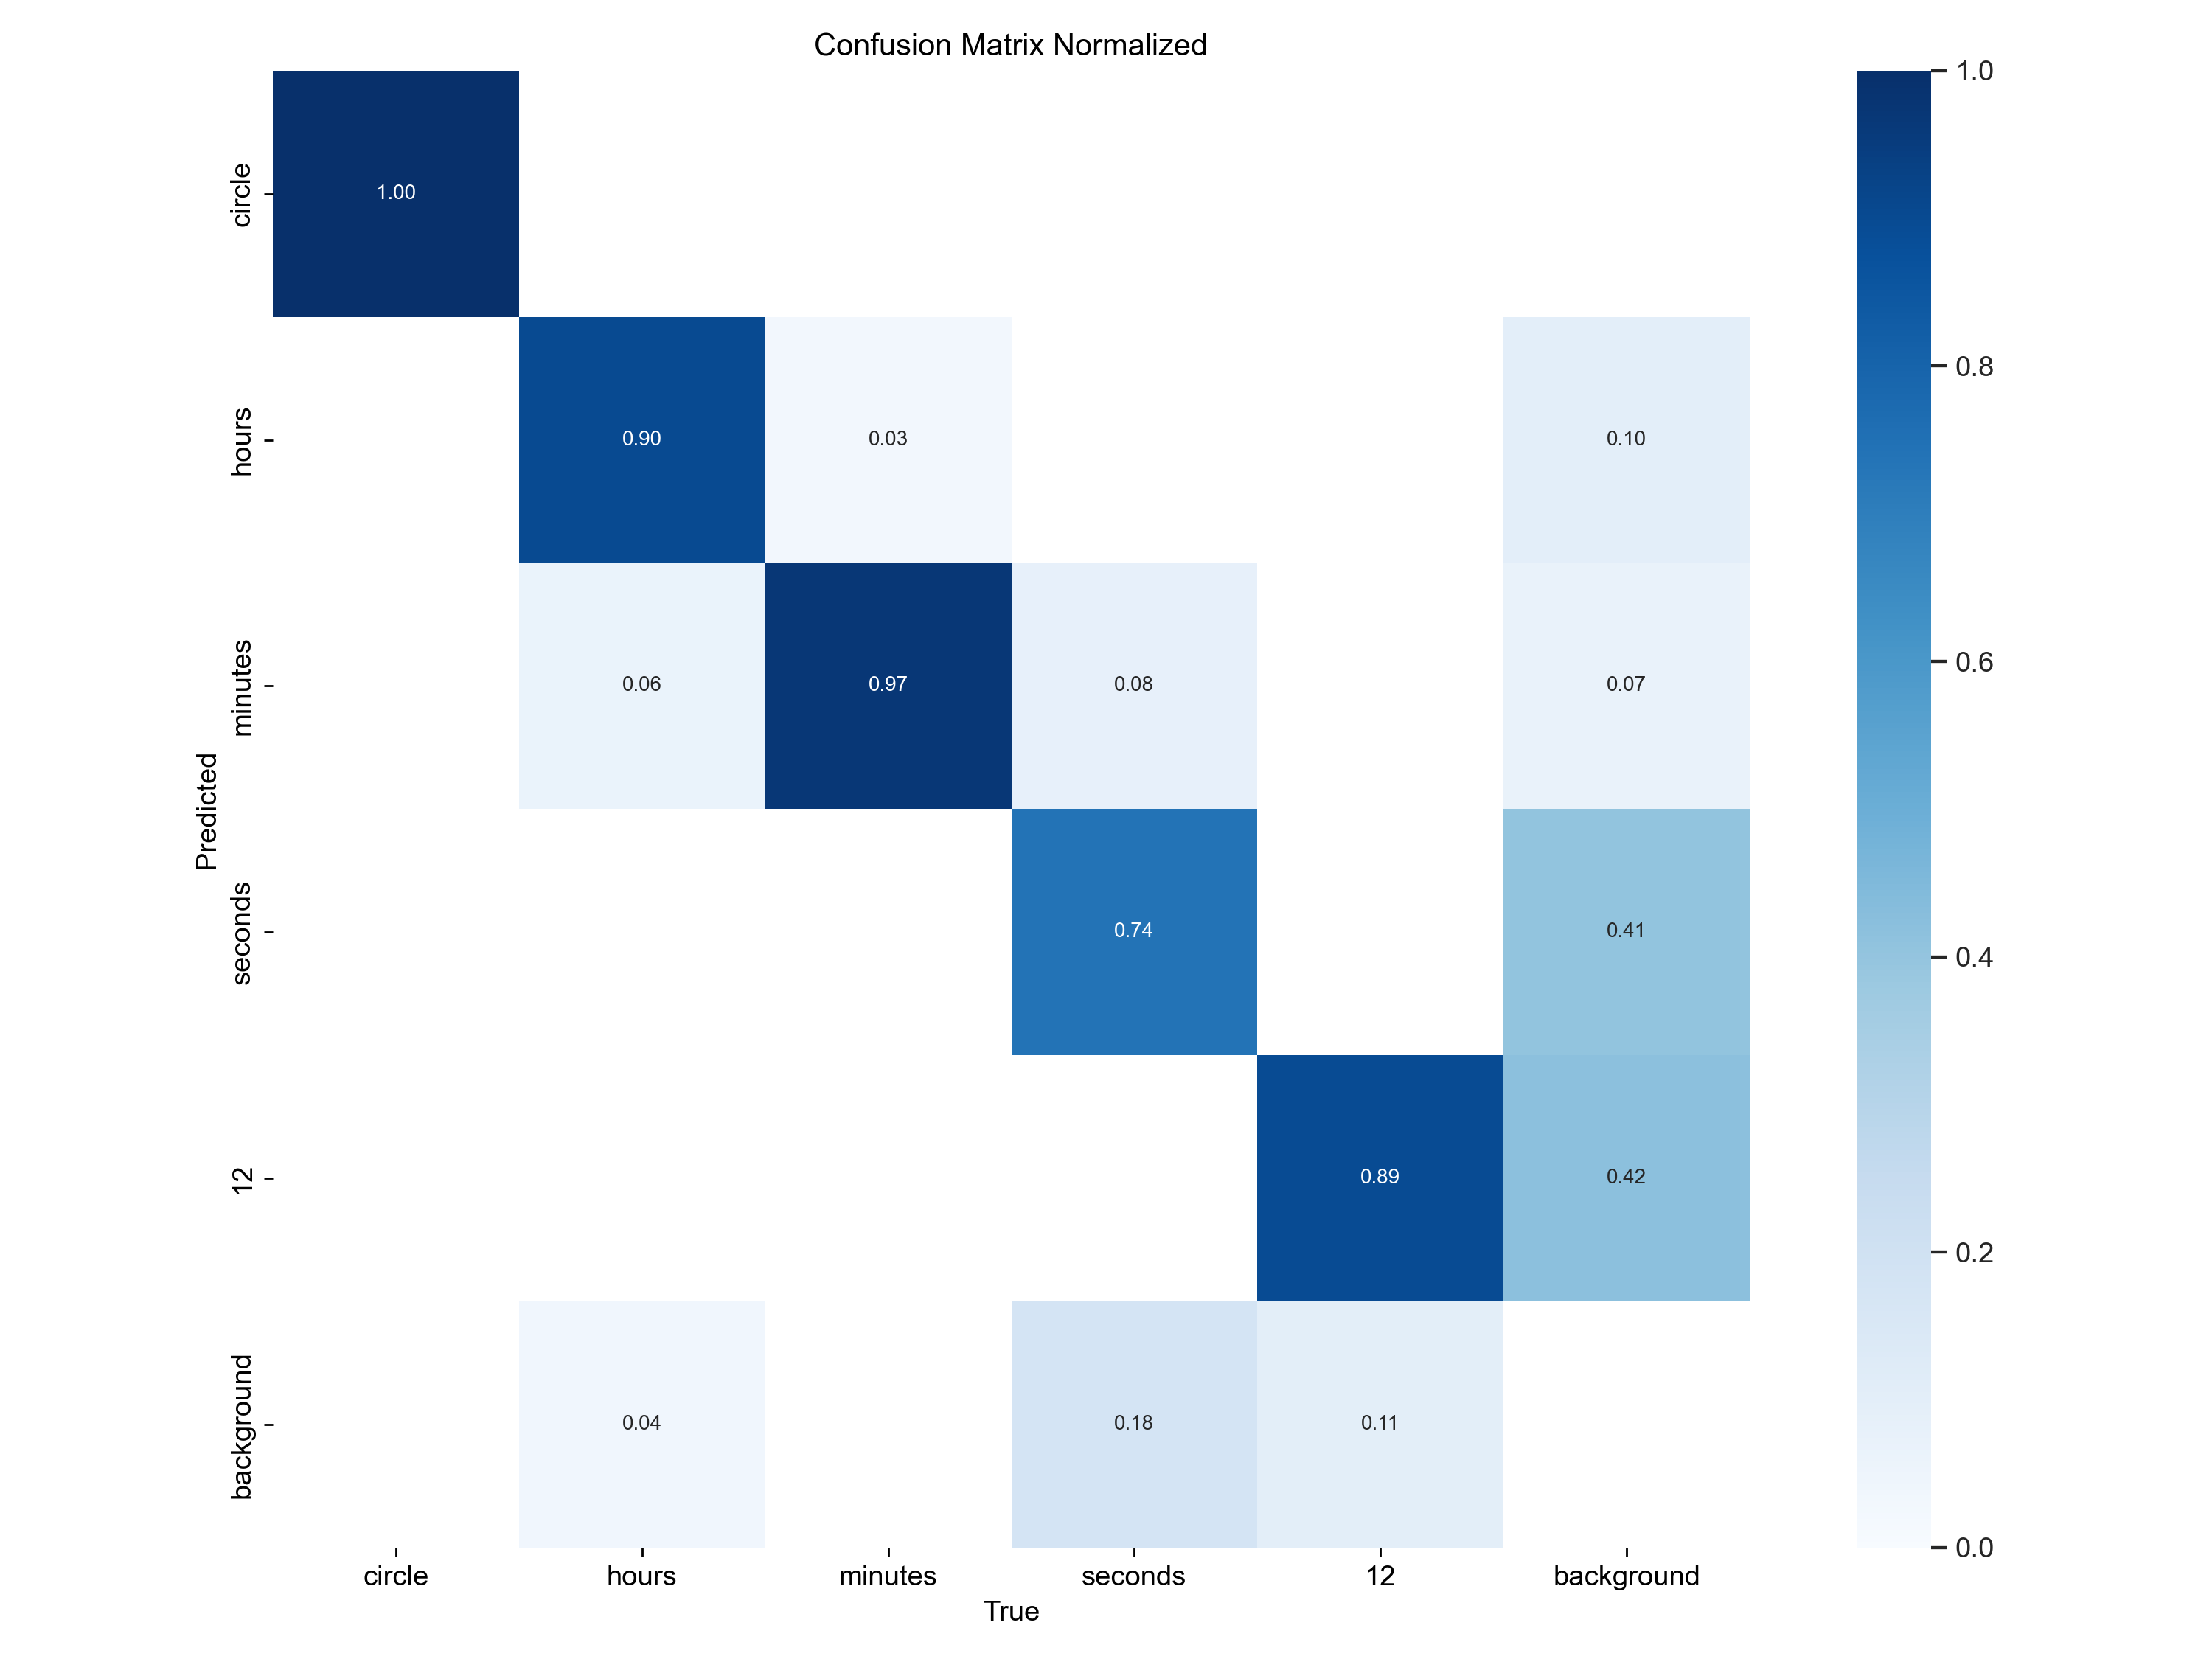 Confusion Matrix Normalized
1.0
circle
1.00
0.8
hours
0.90 0.03 0.10
0.6
minutes
0.06 0.97 0.08 0.07
Predicted
seconds
0.74 0.41
0.4
12
0.89 0.42
0.2
background
0.04 0.18 0.11
0.0
circle hours minutes seconds 12 background
True